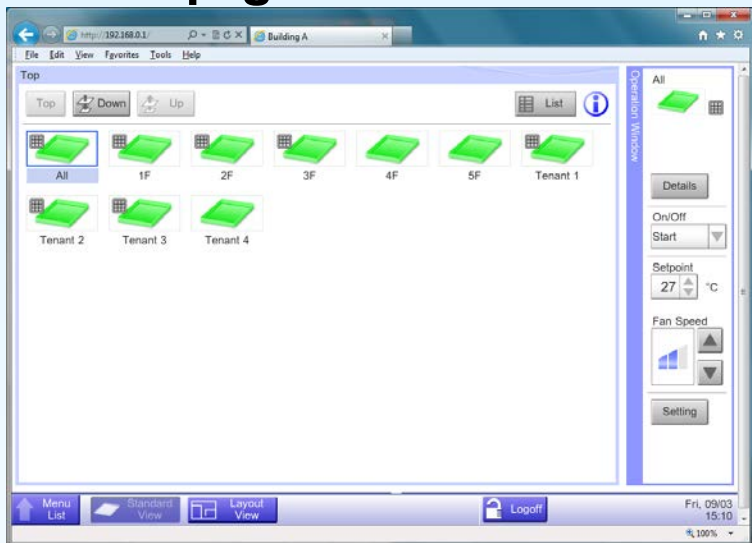 http://192.168.0.1/
Building A
File Edit View Favorites Tools Help
Top
Top Down Up List
All 1F 2F 3F 4F 5F Tenant 1
Tenant 2 Tenant 3 Tenant 4
Operation Window
All
Details
On/Off
Start
Setpoint
27 °C
Fan Speed
Setting
Menu List
Standard View
Layout View
Logoff
Fri, 09/03
15:10
100%